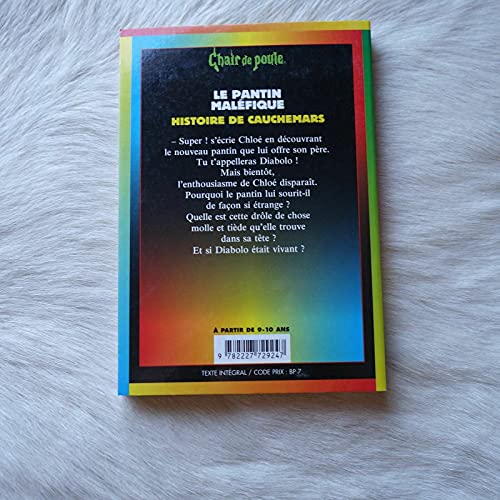 Chair de poule.
LE PANTIN
MALÉFIQUE
HISTOIRE DE CAUCHEMARS
– Super ! s'écrie Chloé en découvrant
le nouveau pantin que lui offre son père.
Tu t'appelleras Diabolo !
Mais bientôt,
l'enthousiasme de Chloé disparaît.
Pourquoi le pantin lui sourit-il
de façon si étrange ?
Quelle est cette drôle de chose
molle et tiède qu'elle trouve
dans sa tête ?
Et si Diabolo était vivant ?
À PARTIR DE 9-10 ANS
9 782227 729247
TEXTE INTÉGRAL / CODE PRIX : BP 7